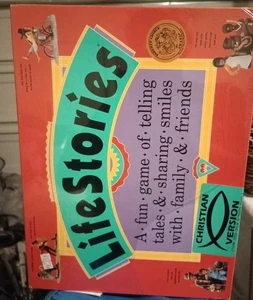 LifeStories
A·fun·game·of·telling
tales·&·sharing·smiles
with·family·&·friends
CHRISTIAN
VERSION